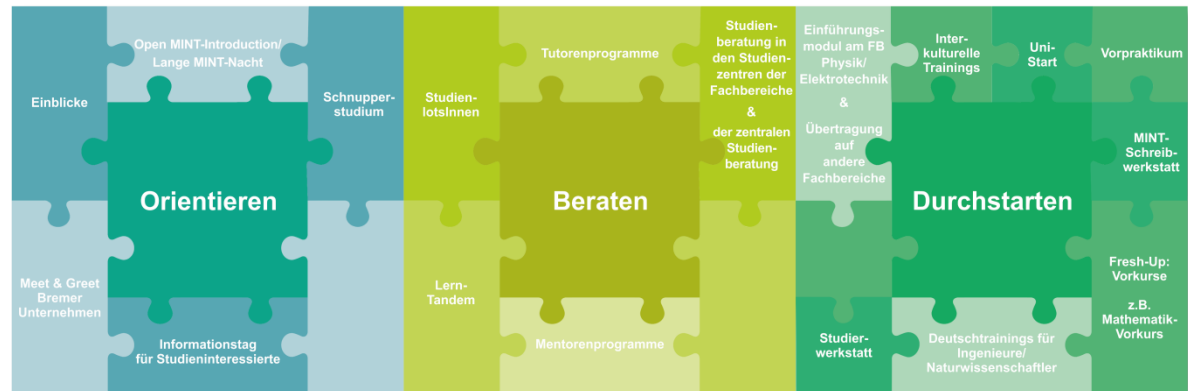 Open MINT-Introduction/
Lange MINT-Nacht
Einblicke
Schnupper-
studium
Orientieren
Meet & Greet
Bremer
Unternehmen
Informationstag
für Studieninteressierte
Tutorenprogramme
Studien-
lotsInnen
Studien-
beratung in
den Studien-
zentren der
Fachbereiche
&
der zentralen
Studien-
beratung
Beraten
Lern-
Tandem
Mentorenprogramme
Einführungs-
modul am FB
Physik/
Elektrotechnik
&
Übertragung
auf
andere
Fachbereiche
Inter-
kulturelle
Trainings
Uni-
Start
Vorpraktikum
MINT-
Schreib-
werkstatt
Durchstarten
Fresh-Up:
Vorkurse
z.B.
Mathematik-
Vorkurs
Studier-
werkstatt
Deutschtrainings für
Ingenieure/
Naturwissenschaftler